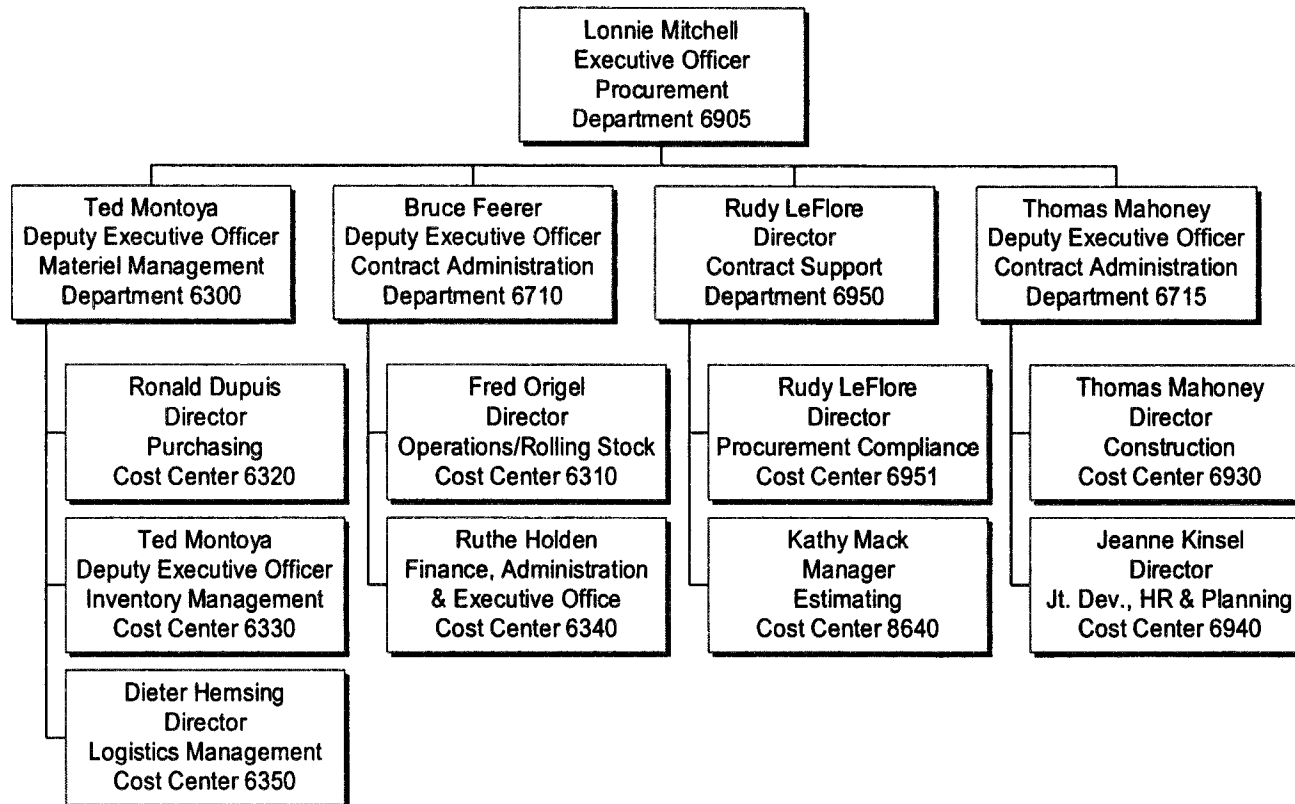 Lonnie Mitchell
Executive Officer
Procurement
Department 6905
Ted Montoya
Deputy Executive Officer
Materiel Management
Department 6300
Bruce Feerer
Deputy Executive Officer
Contract Administration
Department 6710
Rudy LeFlore
Director
Contract Support
Department 6950
Thomas Mahoney
Deputy Executive Officer
Contract Administration
Department 6715
Ronald Dupuis
Director
Purchasing
Cost Center 6320
Fred Origel
Director
Operations/Rolling Stock
Cost Center 6310
Rudy LeFlore
Director
Procurement Compliance
Cost Center 6951
Thomas Mahoney
Director
Construction
Cost Center 6930
Ted Montoya
Deputy Executive Officer
Inventory Management
Cost Center 6330
Ruthe Holden
Finance, Administration
& Executive Office
Cost Center 6340
Kathy Mack
Manager
Estimating
Cost Center 8640
Jeanne Kinsel
Director
Jt. Dev., HR & Planning
Cost Center 6940
Dieter Hemsing
Director
Logistics Management
Cost Center 6350